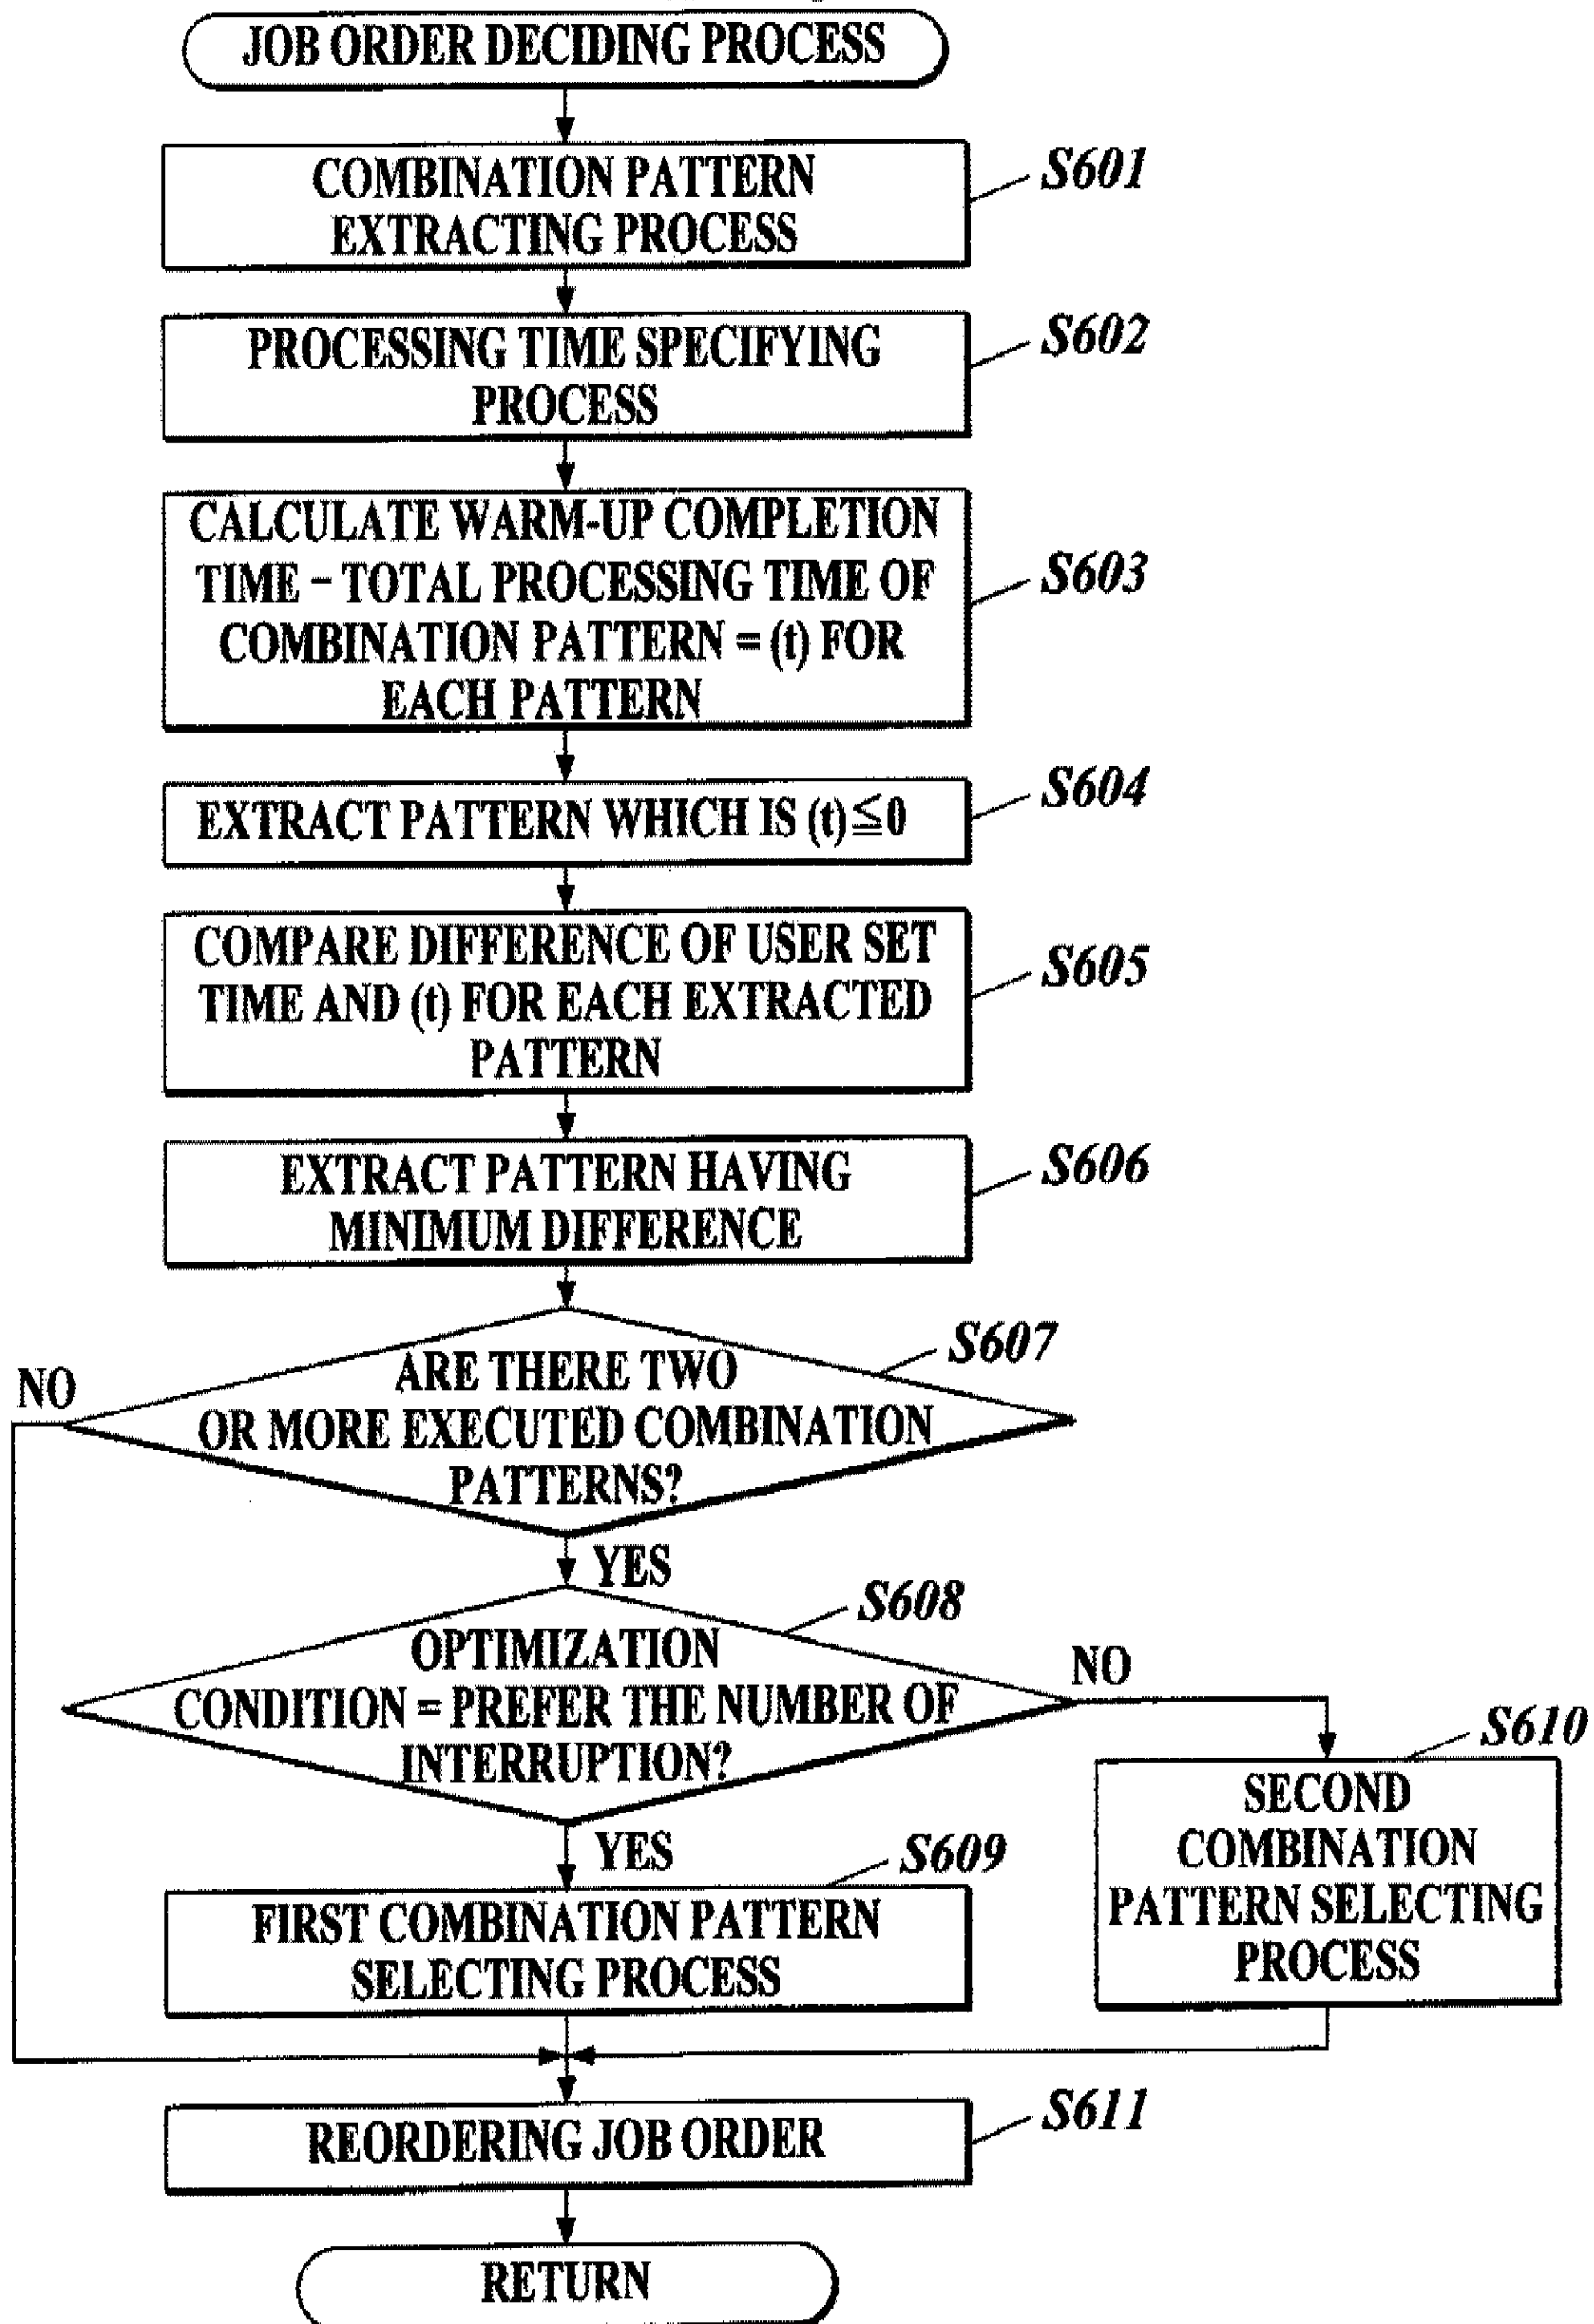 JOB ORDER DECIDING PROCESS
COMBINATION PATTERN
EXTRACTING PROCESS
S601
PROCESSING TIME SPECIFYING
PROCESS
S602
CALCULATE WARM-UP COMPLETION
TIME – TOTAL PROCESSING TIME OF
COMBINATION PATTERN = (t) FOR
EACH PATTERN
S603
EXTRACT PATTERN WHICH IS (t)≦0
S604
COMPARE DIFFERENCE OF USER SET
TIME AND (t) FOR EACH EXTRACTED
PATTERN
S605
EXTRACT PATTERN HAVING
MINIMUM DIFFERENCE
S606
S607
NO
ARE THERE TWO
OR MORE EXECUTED COMBINATION
PATTERNS?
YES
S608
OPTIMIZATION
CONDITION = PREFER THE NUMBER OF
INTERRUPTION?
NO
YES
S609
FIRST COMBINATION PATTERN
SELECTING PROCESS
S610
SECOND
COMBINATION
PATTERN SELECTING
PROCESS
REORDERING JOB ORDER
S611
RETURN